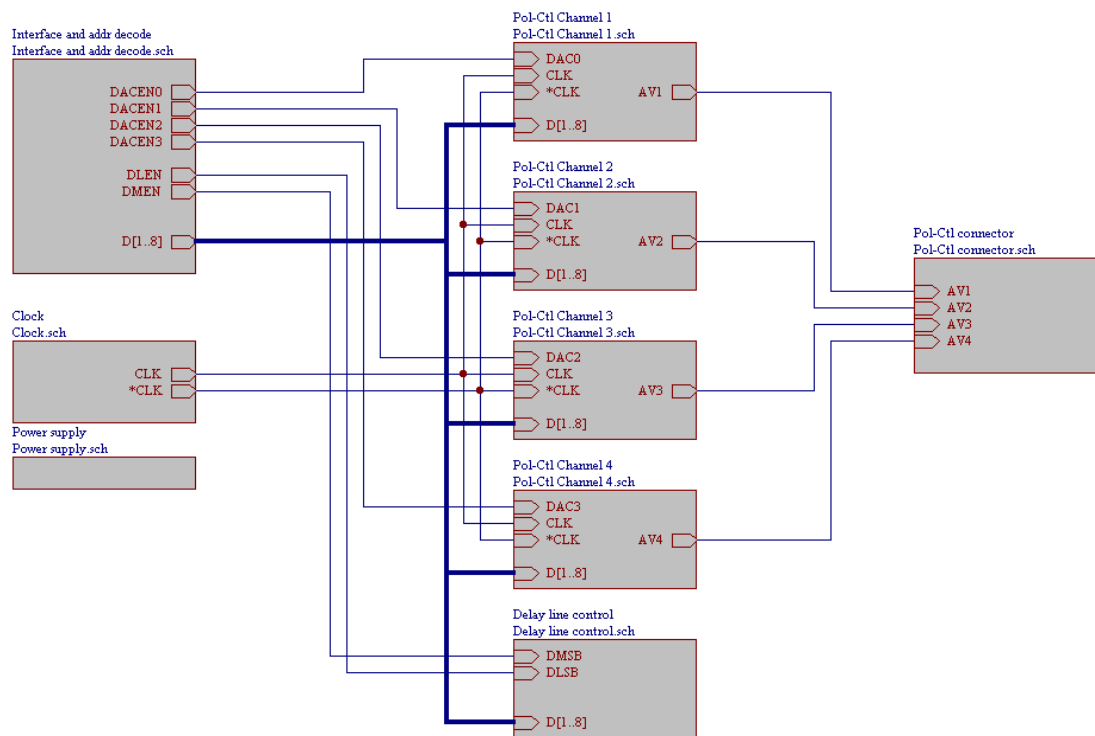 Interface and addr decode
Interface and addr decode.sch
DACEN0
DACEN1
DACEN2
DACEN3
DLEN
DMEN
D[1..8]
Clock
Clock.sch
CLK
*CLK
Power supply
Power supply.sch
Pol-Ctl Channel 1
Pol-Ctl Channel 1.sch
DAC0
CLK
*CLK
AV1
D[1..8]
Pol-Ctl Channel 2
Pol-Ctl Channel 2.sch
DAC1
CLK
*CLK
AV2
D[1..8]
Pol-Ctl Channel 3
Pol-Ctl Channel 3.sch
DAC2
CLK
*CLK
AV3
D[1..8]
Pol-Ctl Channel 4
Pol-Ctl Channel 4.sch
DAC3
CLK
*CLK
AV4
D[1..8]
Delay line control
Delay line control.sch
DMSB
DLSB
D[1..8]
Pol-Ctl connector
Pol-Ctl connector.sch
AV1
AV2
AV3
AV4